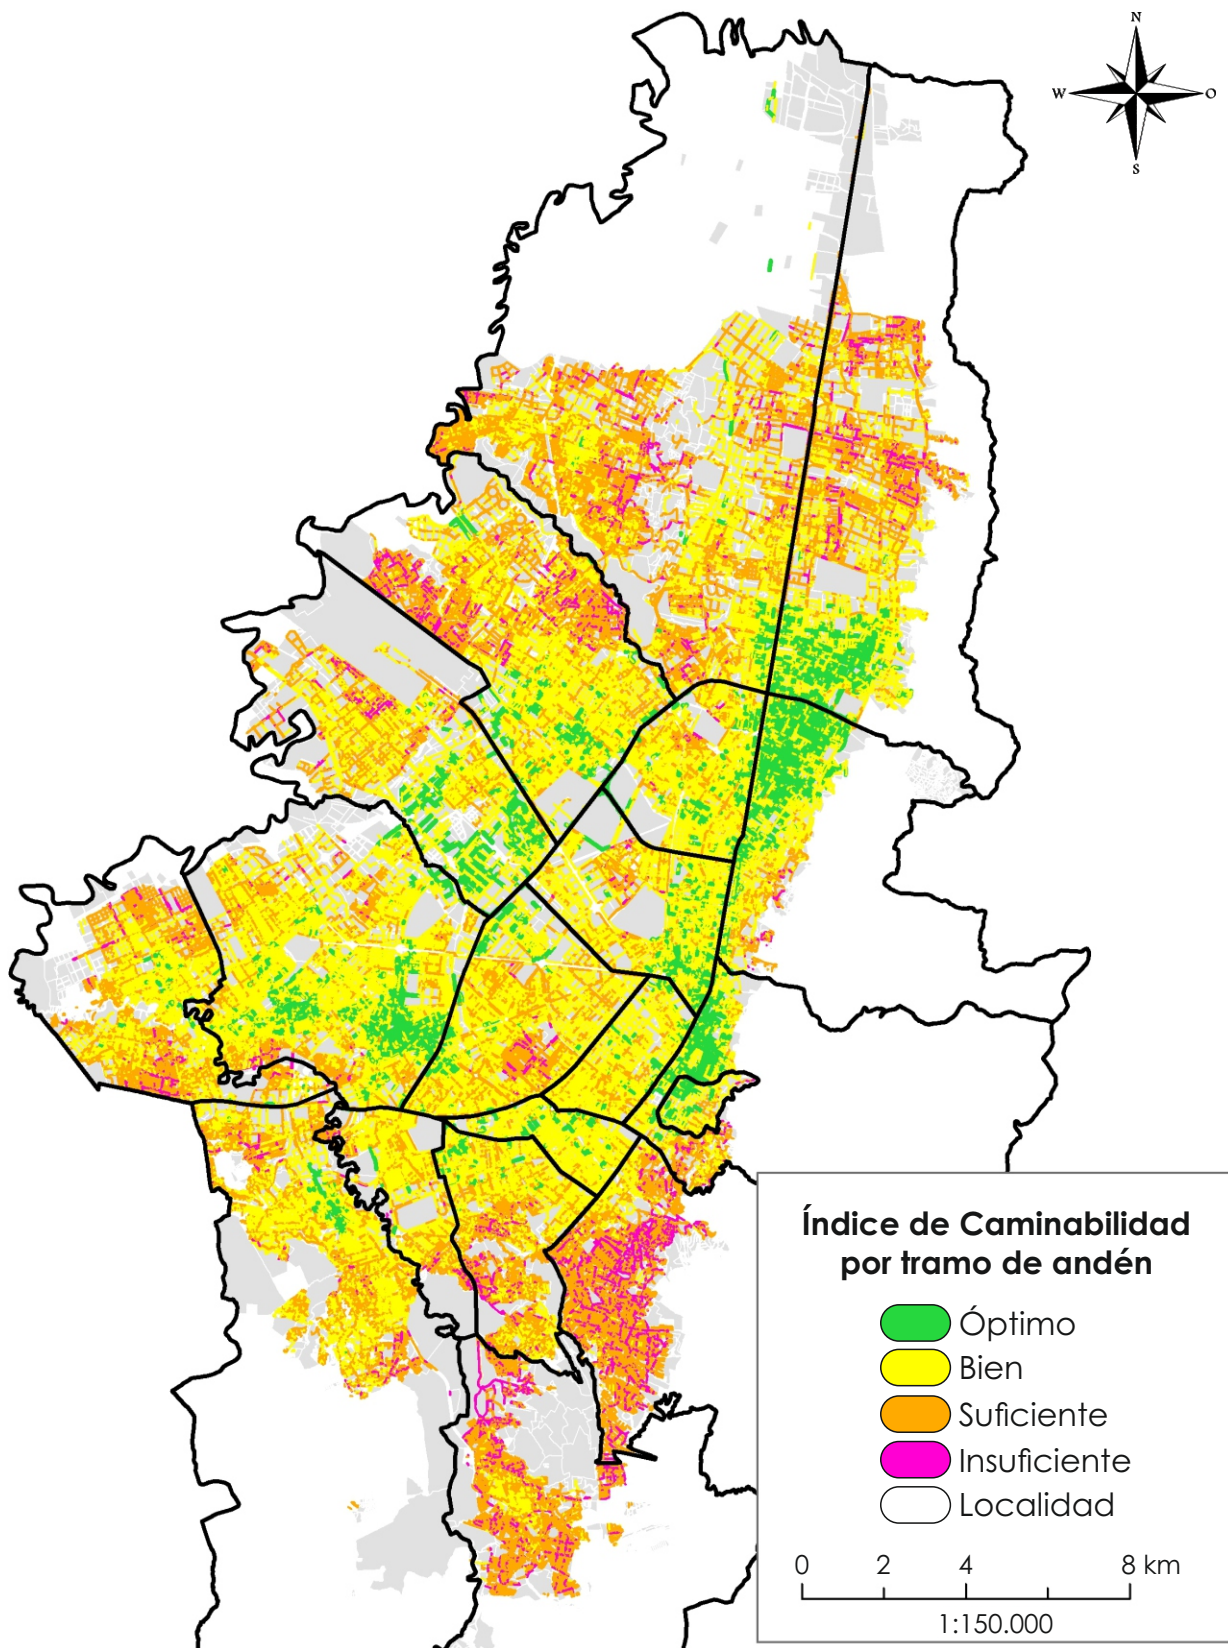 N
W
O
S
Índice de Caminabilidad
por tramo de andén
Óptimo
Bien
Suficiente
Insuficiente
Localidad
0 2 4 8 km
1:150.000